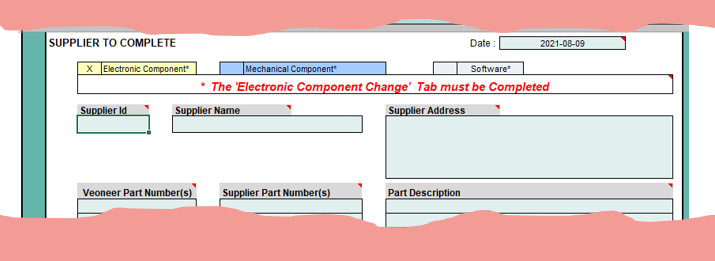 SUPPLIER TO COMPLETE Date : 2021-08-09
X Electronic Component* Mechanical Component* Software*
* The 'Electronic Component Change' Tab must be Completed
Supplier Id Supplier Name Supplier Address
Veoneer Part Number(s) Supplier Part Number(s) Part Description